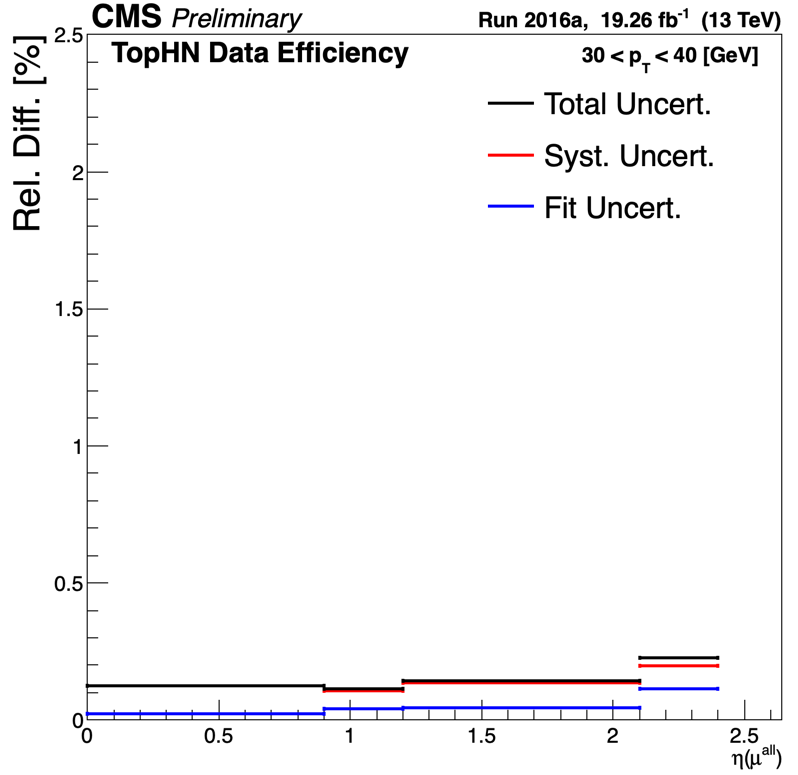 CMS Preliminary
Run 2016a, 19.26 fb⁻¹ (13 TeV)
TopHN Data Efficiency
30 < p_T < 40 [GeV]
Total Uncert.
Syst. Uncert.
Fit Uncert.
Rel. Diff. [%]
2.5
2
1.5
1
0.5
0
0
0.5
1
1.5
2
2.5
η(μ^all)